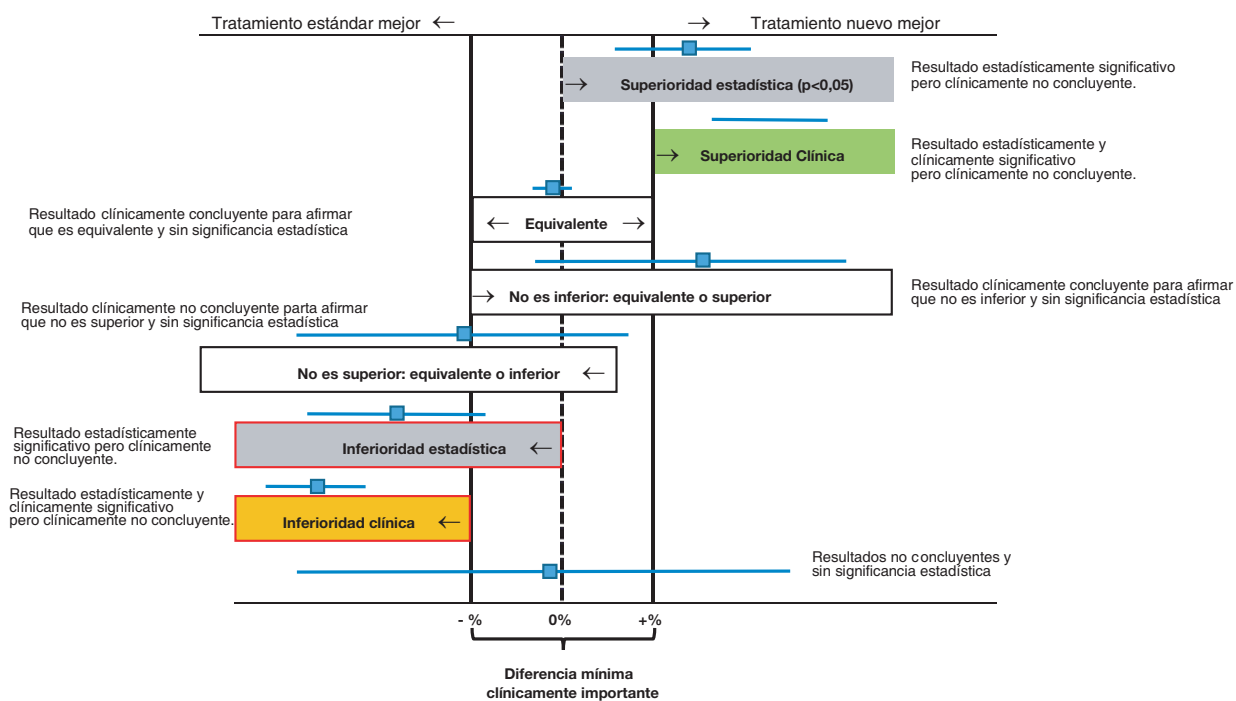 Tratamiento estándar mejor ←
→ Tratamiento nuevo mejor
→ Superioridad estadística (p<0,05)
Resultado estadísticamente significativo
pero clínicamente no concluyente.
→ Superioridad Clínica
Resultado estadísticamente y
clínicamente significativo
pero clínicamente no concluyente.
Resultado clínicamente concluyente para afirmar
que es equivalente y sin significancia estadística
← Equivalente →
→ No es inferior: equivalente o superior
Resultado clínicamente concluyente para afirmar
que no es inferior y sin significancia estadística
Resultado clínicamente no concluyente parta afirmar
que no es superior y sin significancia estadística
No es superior: equivalente o inferior ←
Resultado estadísticamente
significativo pero clínicamente
no concluyente.
Inferioridad estadística ←
Resultado estadísticamente y
clínicamente significativo
pero clínicamente no concluyente.
Inferioridad clínica ←
Resultados no concluyentes y
sin significancia estadística
- % 0% +%
Diferencia mínima
clínicamente importante